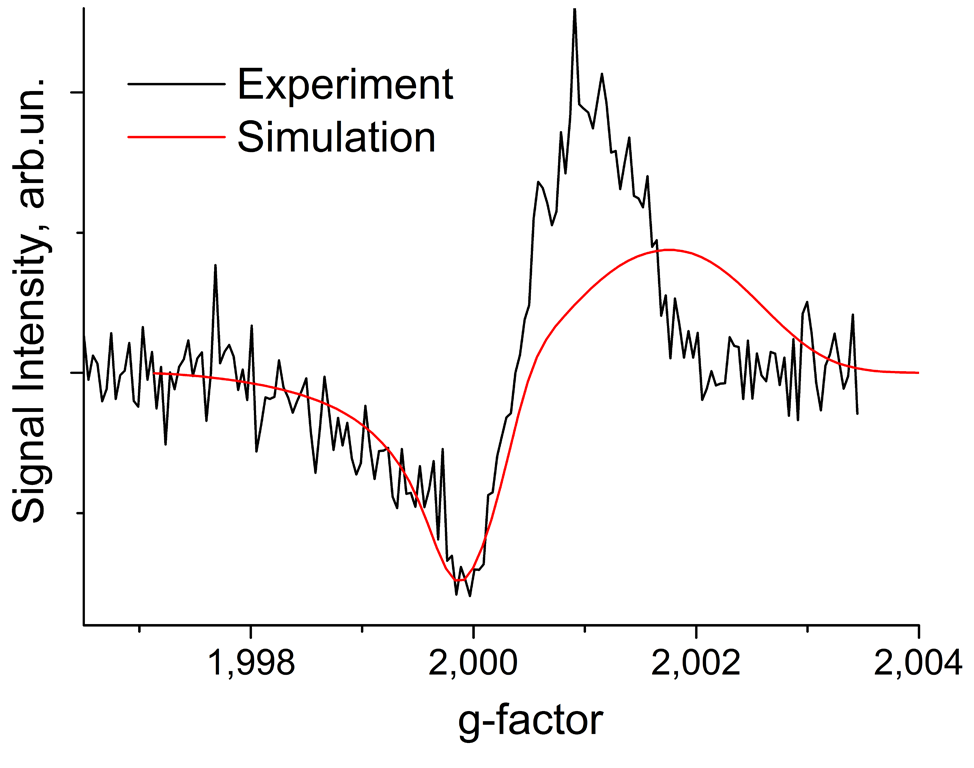 Experiment
Simulation
Signal Intensity, arb.un.
1,998 2,000 2,002 2,004
g-factor